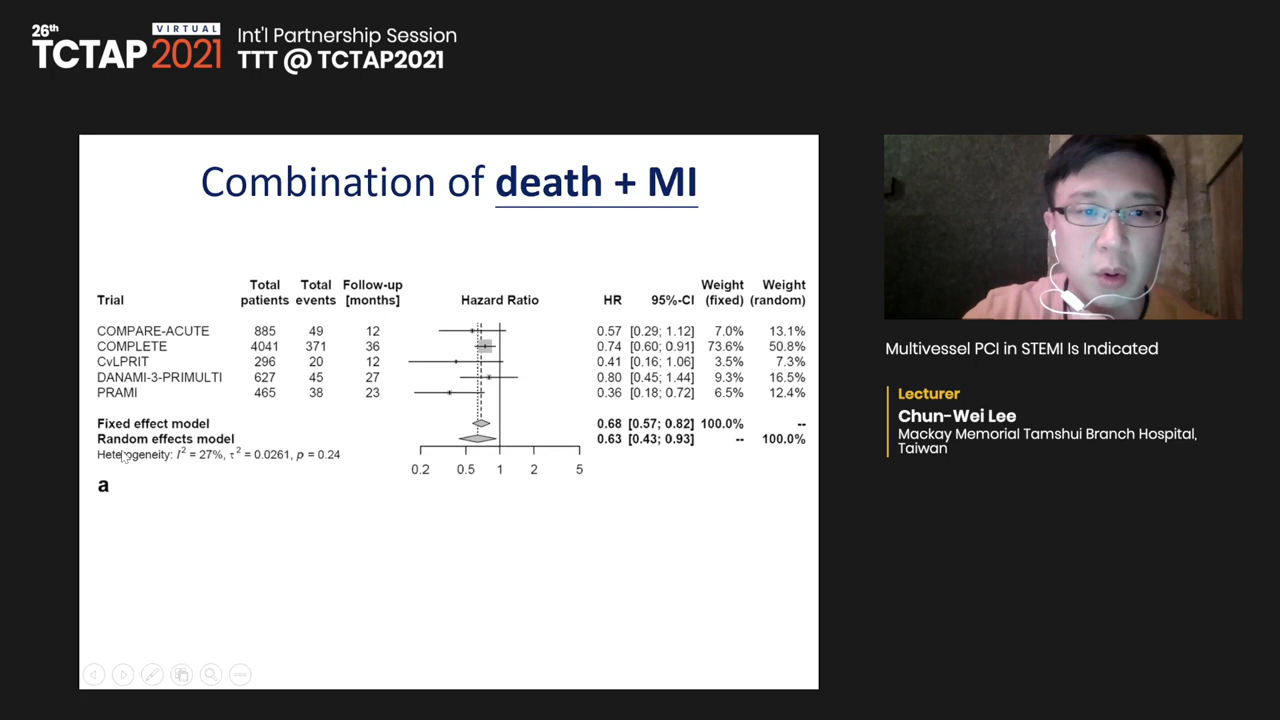 26th
VIRTUAL
TCTAP 2021
Int'l Partnership Session
TTT @ TCTAP2021
Combination of death + MI
Trial Total patients Total events Follow-up [months] Hazard Ratio HR 95%-CI Weight (fixed) Weight (random)
COMPARE-ACUTE 885 49 12 0.57 [0.29; 1.12] 7.0% 13.1%
COMPLETE 4041 371 36 0.74 [0.60; 0.91] 73.6% 50.8%
CvLPRIT 296 20 12 0.41 [0.16; 1.06] 3.5% 7.3%
DANAMI-3-PRIMULTI 627 45 27 0.80 [0.45; 1.44] 9.3% 16.5%
PRAMI 465 38 23 0.36 [0.18; 0.72] 6.5% 12.4%
Fixed effect model 0.68 [0.57; 0.82] 100.0% --
Random effects model 0.63 [0.43; 0.93] -- 100.0%
Heterogeneity: I² = 27%, τ² = 0.0261, p = 0.24
0.2 0.5 1 2 5
a
Multivessel PCI in STEMI Is Indicated
Lecturer
Chun-Wei Lee
Mackay Memorial Tamshui Branch Hospital,
Taiwan